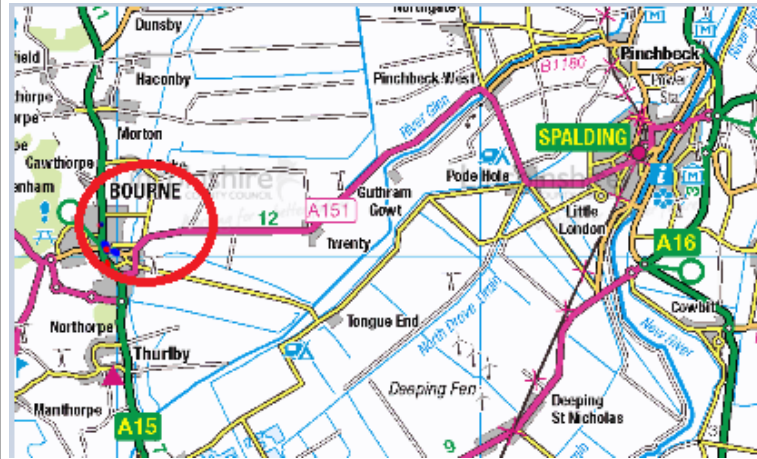 Northgate
Dunsby
Pinchbeck
Haconby
Pinchbeck West
B1180
River Glen
Morton
SPALDING
Cawthorpe
BOURNE
Pode Hole
COUNTY COUNCIL
A151
12
Guthram
Gowt
Twenty
Little
London
A16
Tongue End
North Drove Drain
Cowbit
New River
Northorpe
Thurlby
Deeping Fen
Manthorpe
Deeping
St Nicholas
A15
9